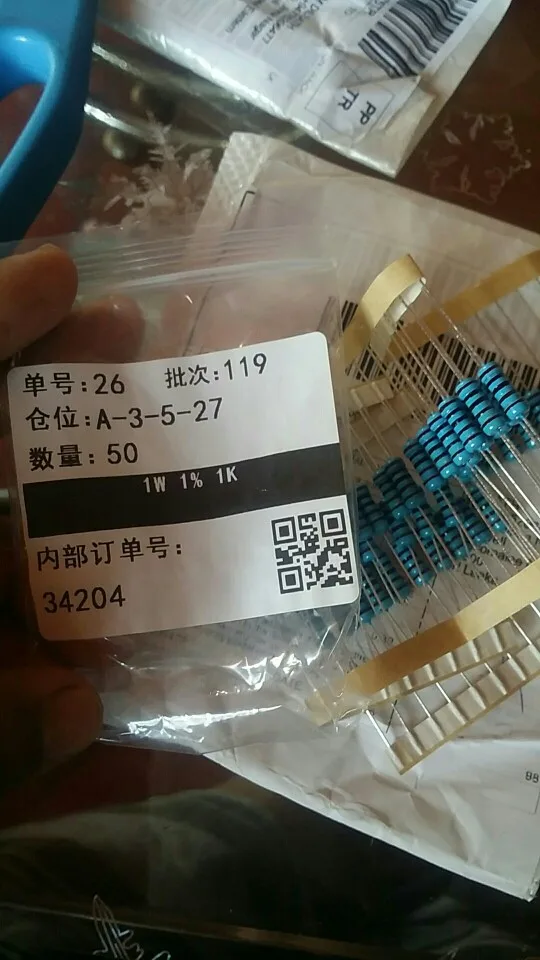 PP
TR
单号:26 批次:119
仓位:A-3-5-27
数量:50
1W 1% 1K
内部订单号:
34204